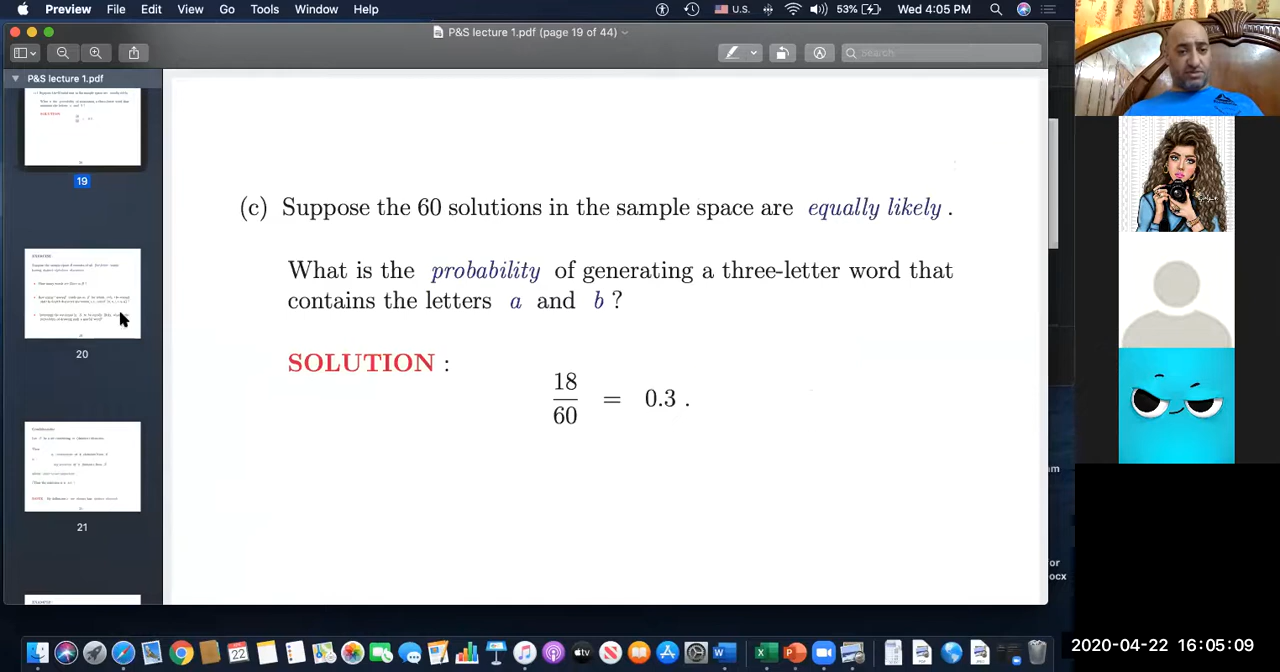 Preview File Edit View Go Tools Window Help
U.S. 53% Wed 4:05 PM
P&S lecture 1.pdf (page 19 of 44)
Search
P&S lecture 1.pdf
SOLUTION
19
20
21
(c) Suppose the 60 solutions in the sample space are equally likely .
What is the probability of generating a three-letter word that
contains the letters a and b ?
SOLUTION :
18
60
= 0.3 .
22
2020-04-22 16:05:09